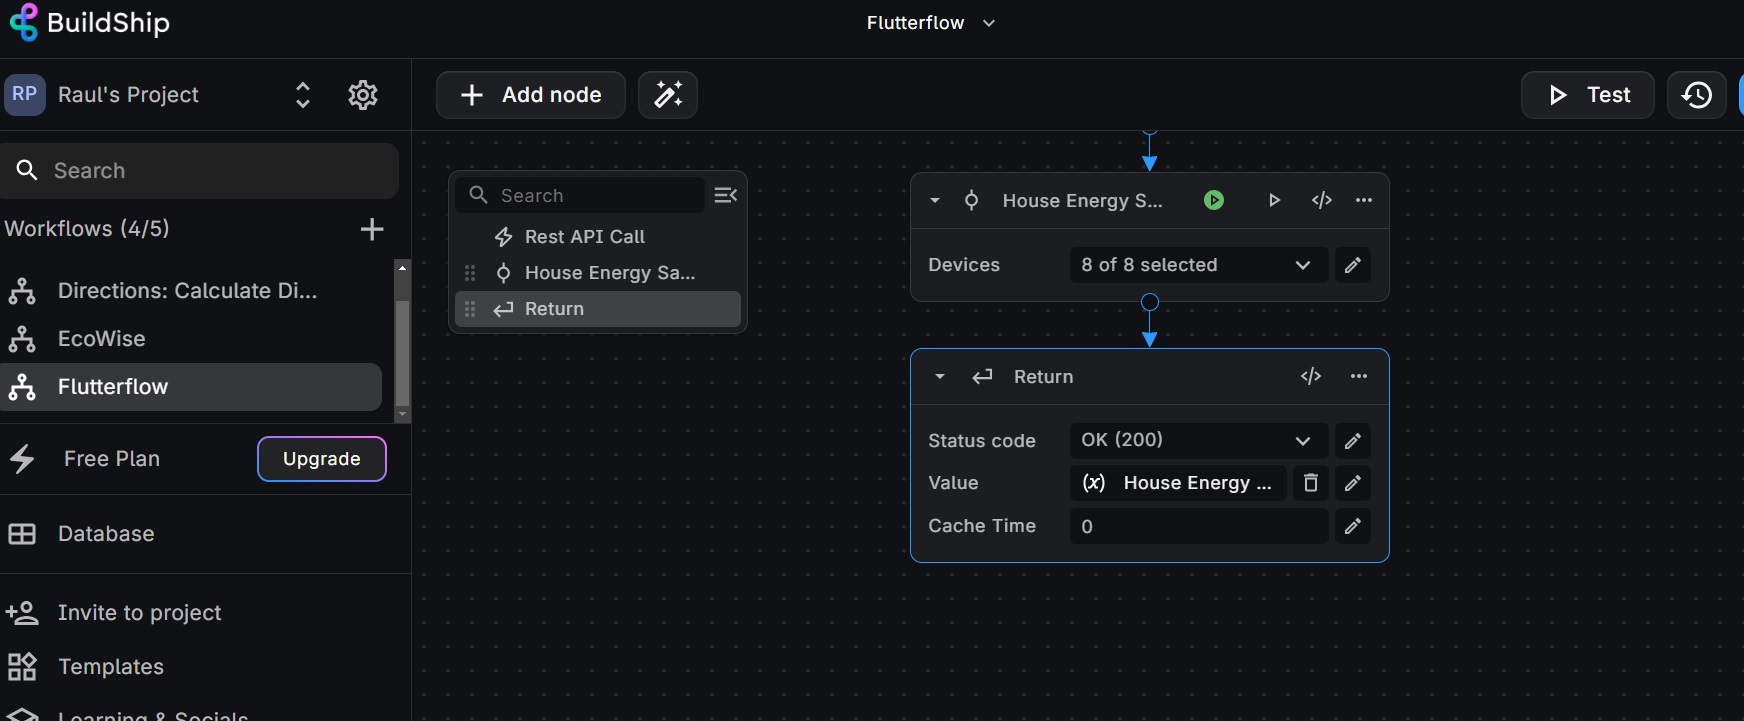 BuildShip
Flutterflow
RP Raul's Project
Add node
Test
Search
Workflows (4/5)
Directions: Calculate Di...
EcoWise
Flutterflow
Free Plan
Upgrade
Database
Invite to project
Templates
Learning & Socials
Search
Rest API Call
House Energy Sa...
Return
House Energy S...
Devices 8 of 8 selected
Return
Status code OK (200)
Value (x) House Energy ...
Cache Time 0